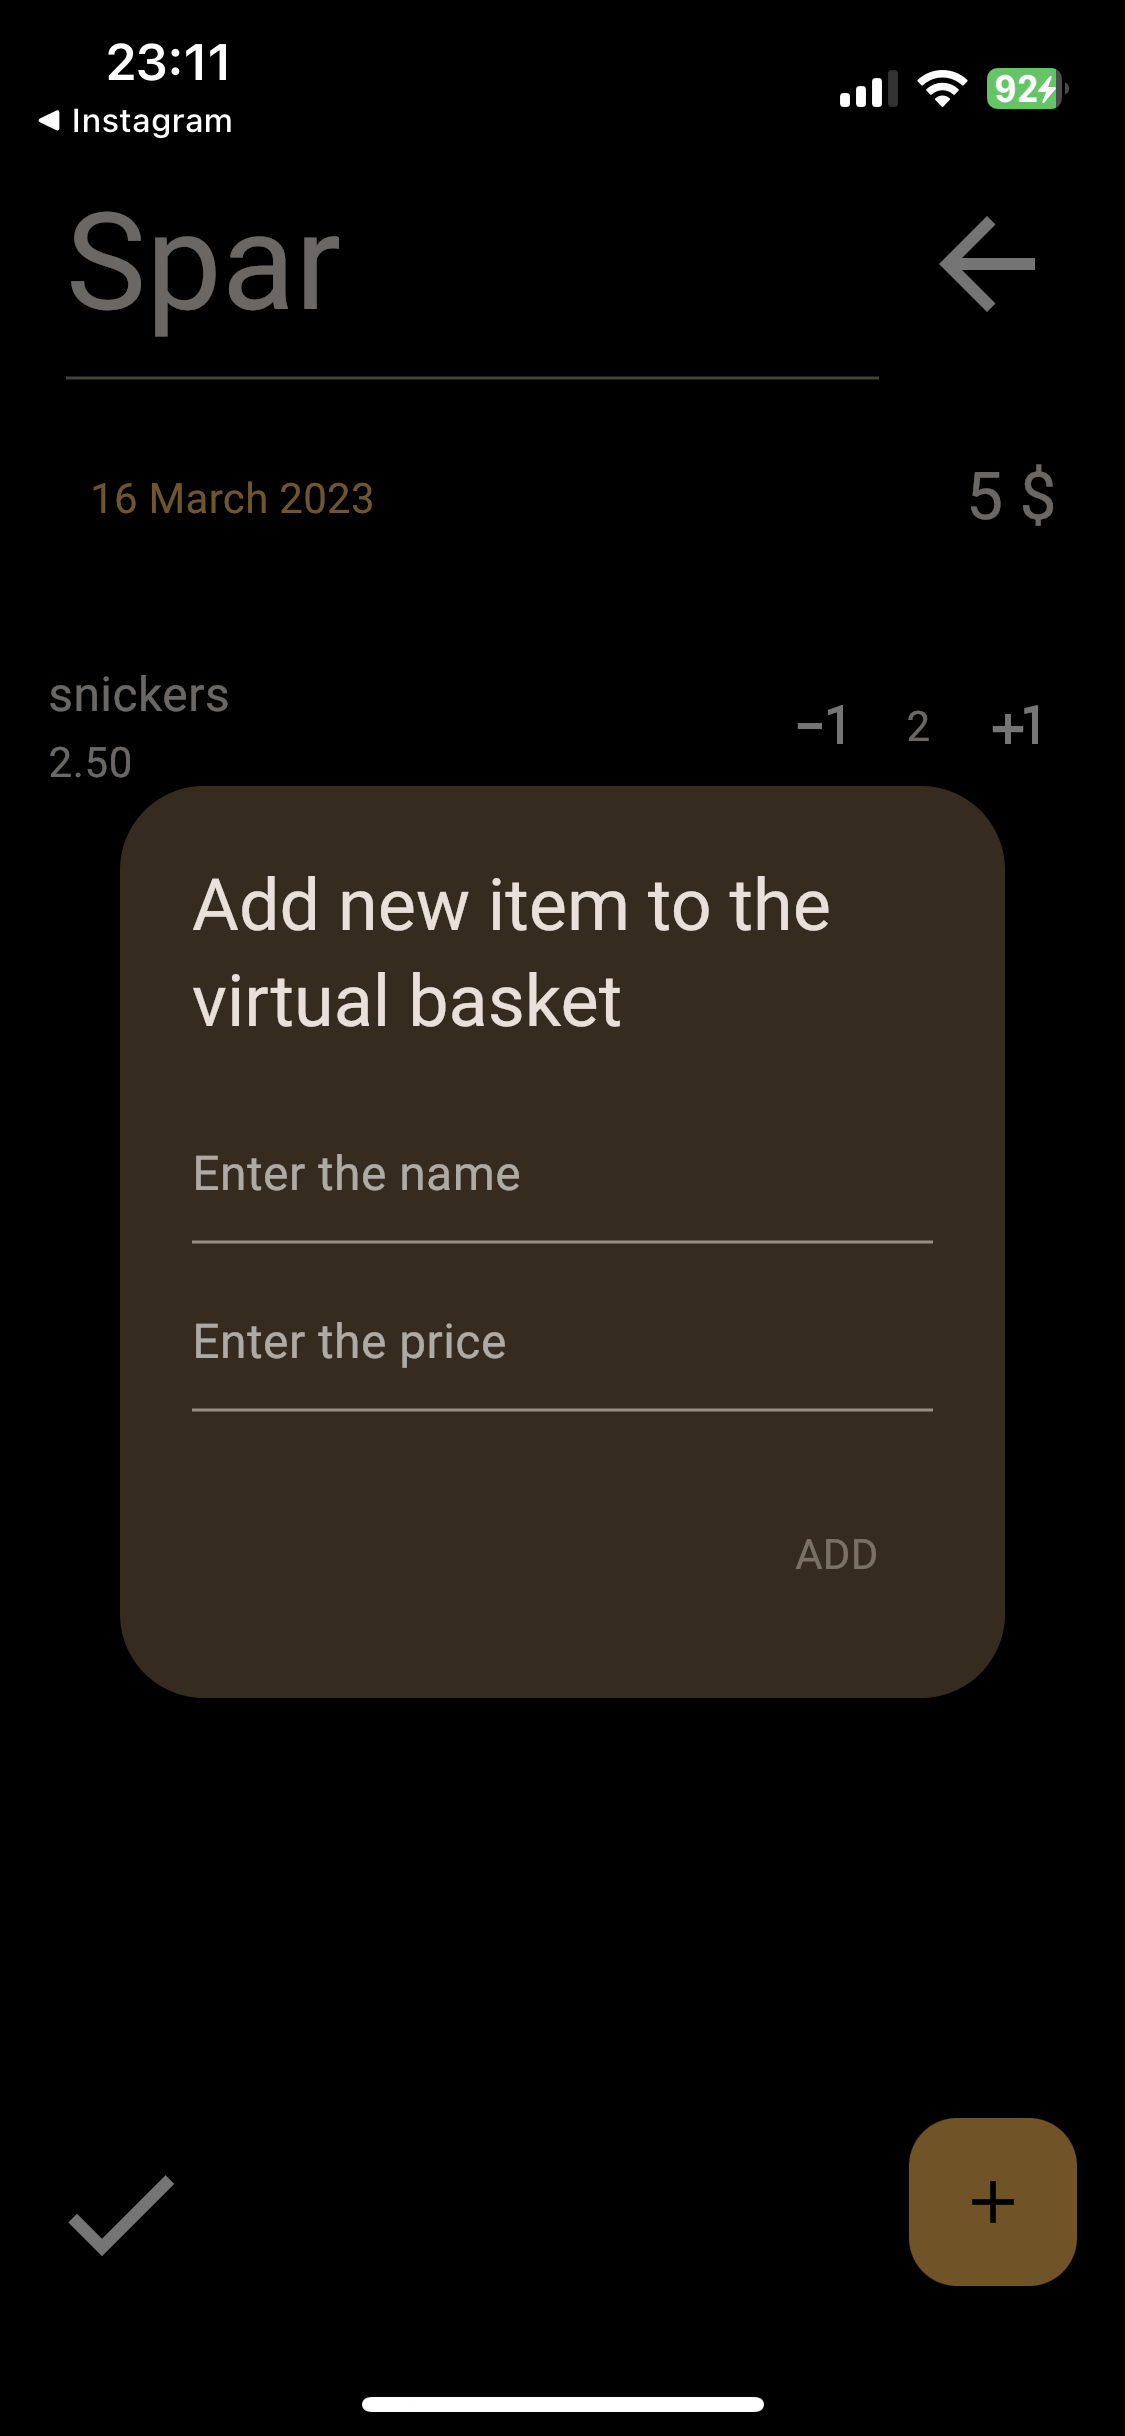 23:11
Instagram
92
Spar
16 March 2023
5 $
snickers
2.50
-1 2 +1
Add new item to the
virtual basket
Enter the name
Enter the price
ADD
+